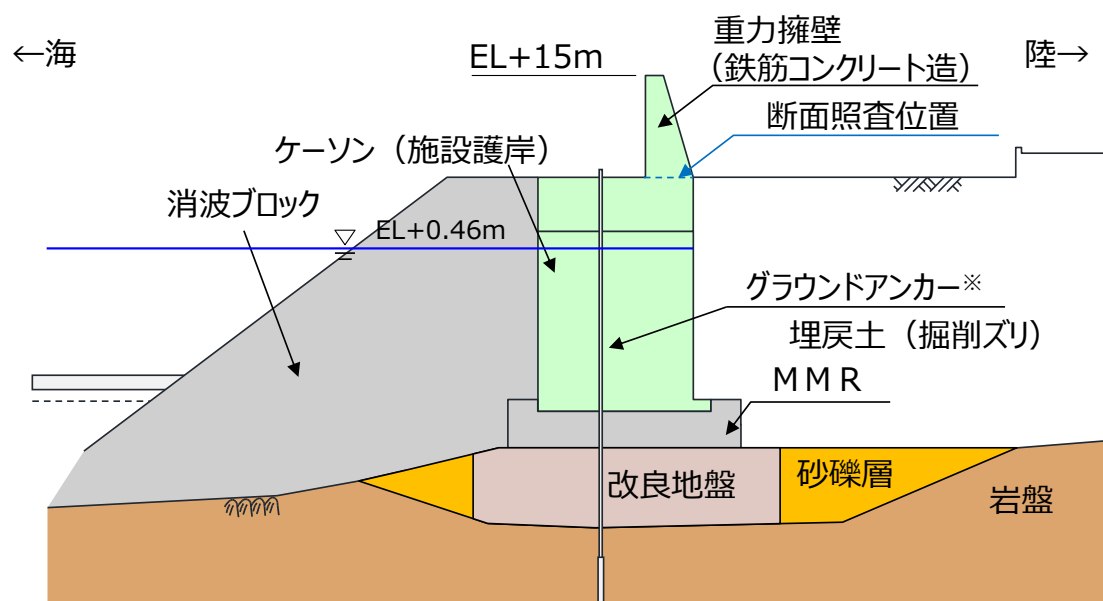 ←海
EL+15m
重力擁壁
(鉄筋コンクリート造)
陸→
断面照査位置
ケーソン（施設護岸）
消波ブロック
EL+0.46m
グラウンドアンカー※
埋戻土（掘削ズリ）
ＭＭＲ
改良地盤
砂礫層
岩盤